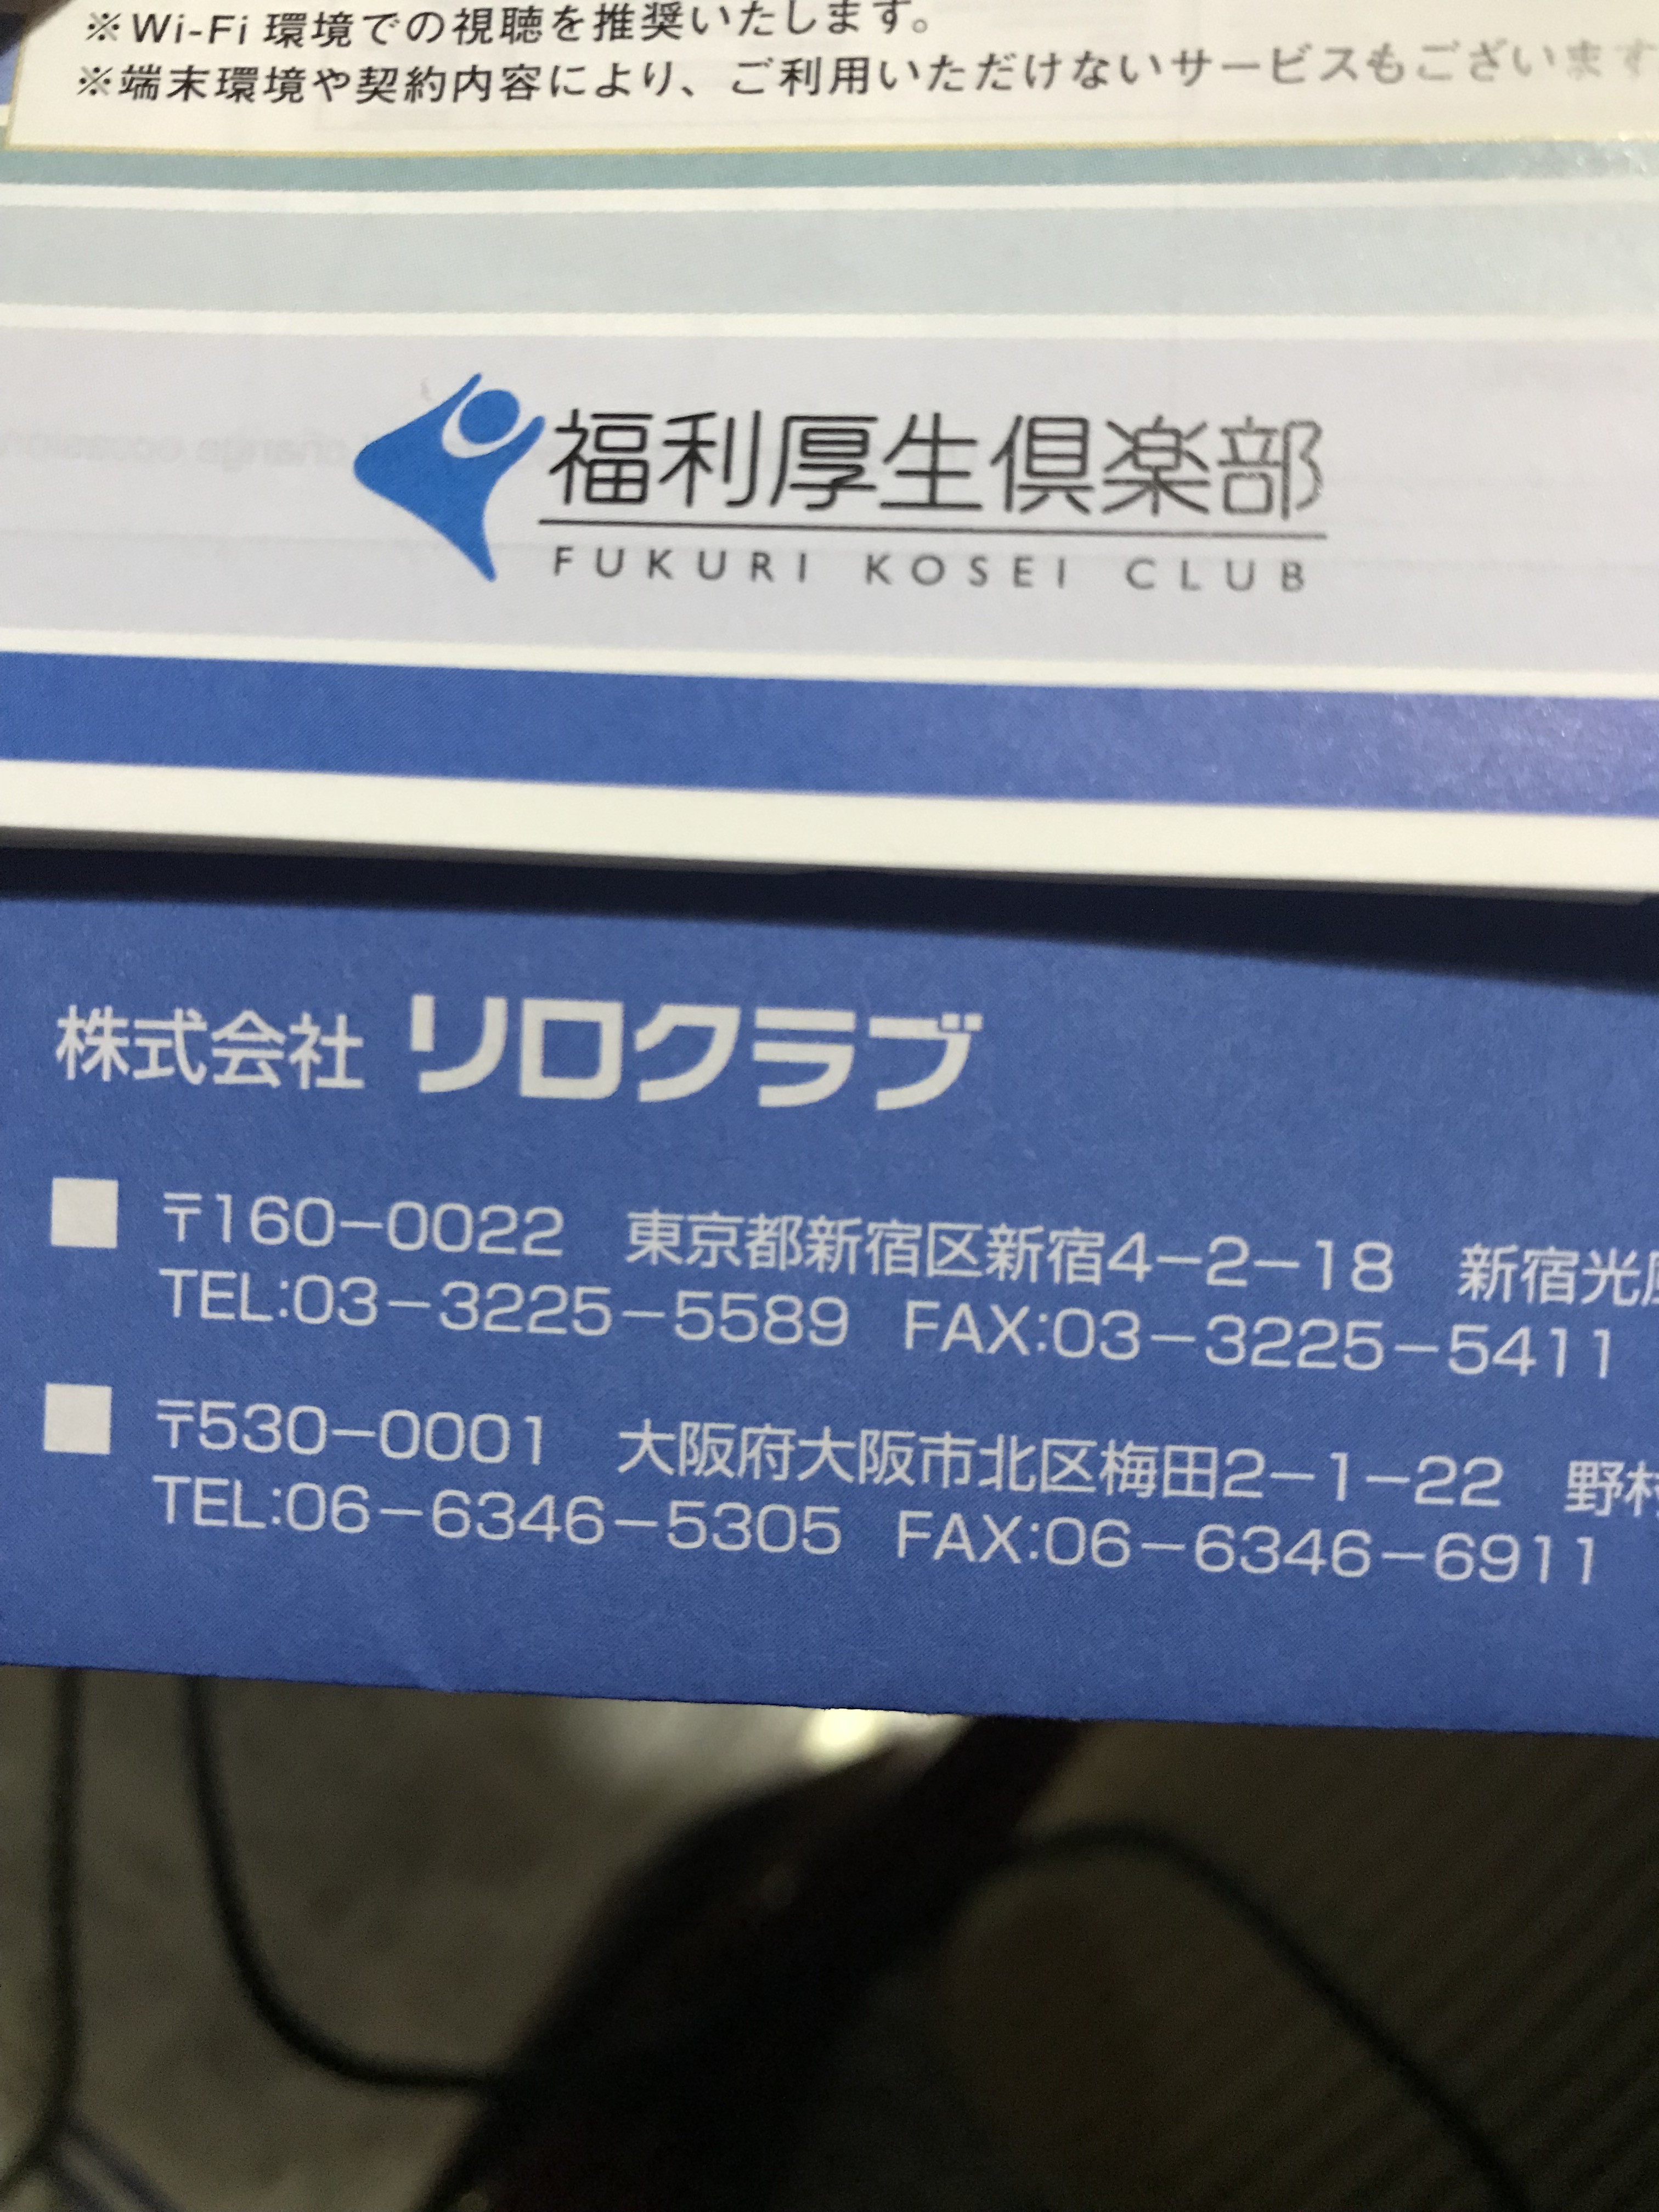 ※Wi-Fi 環境での視聴を推奨いたします。
※端末環境や契約内容により、ご利用いただけないサービスもございます
福利厚生倶楽部
FUKURI KOSEI CLUB
株式会社 リロクラブ
■ 〒160-0022 東京都新宿区新宿4-2-18 新宿光風
TEL:03-3225-5589 FAX:03-3225-5411
■ 〒530-0001 大阪府大阪市北区梅田2-1-22 野村
TEL:06-6346-5305 FAX:06-6346-6911